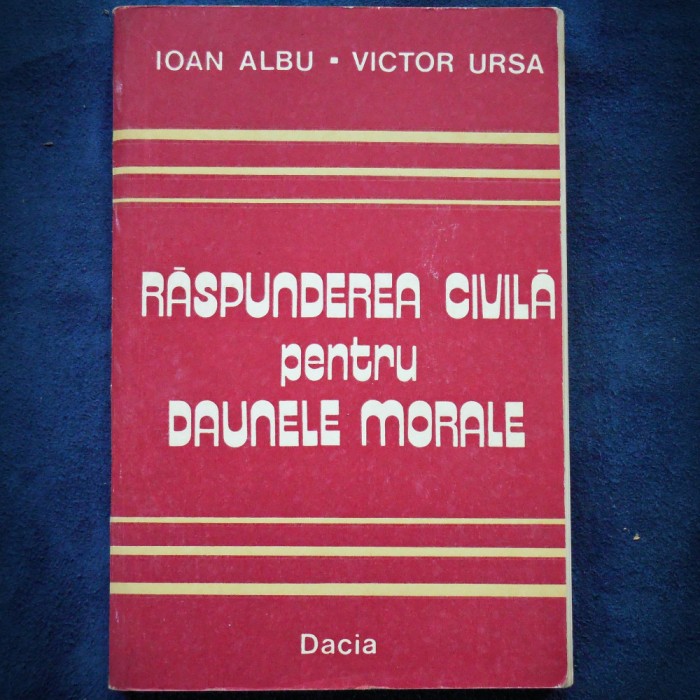 IOAN ALBU ▪ VICTOR URSA
RĂSPUNDEREA CIVILĂ
pentru
DAUNELE MORALE
Dacia